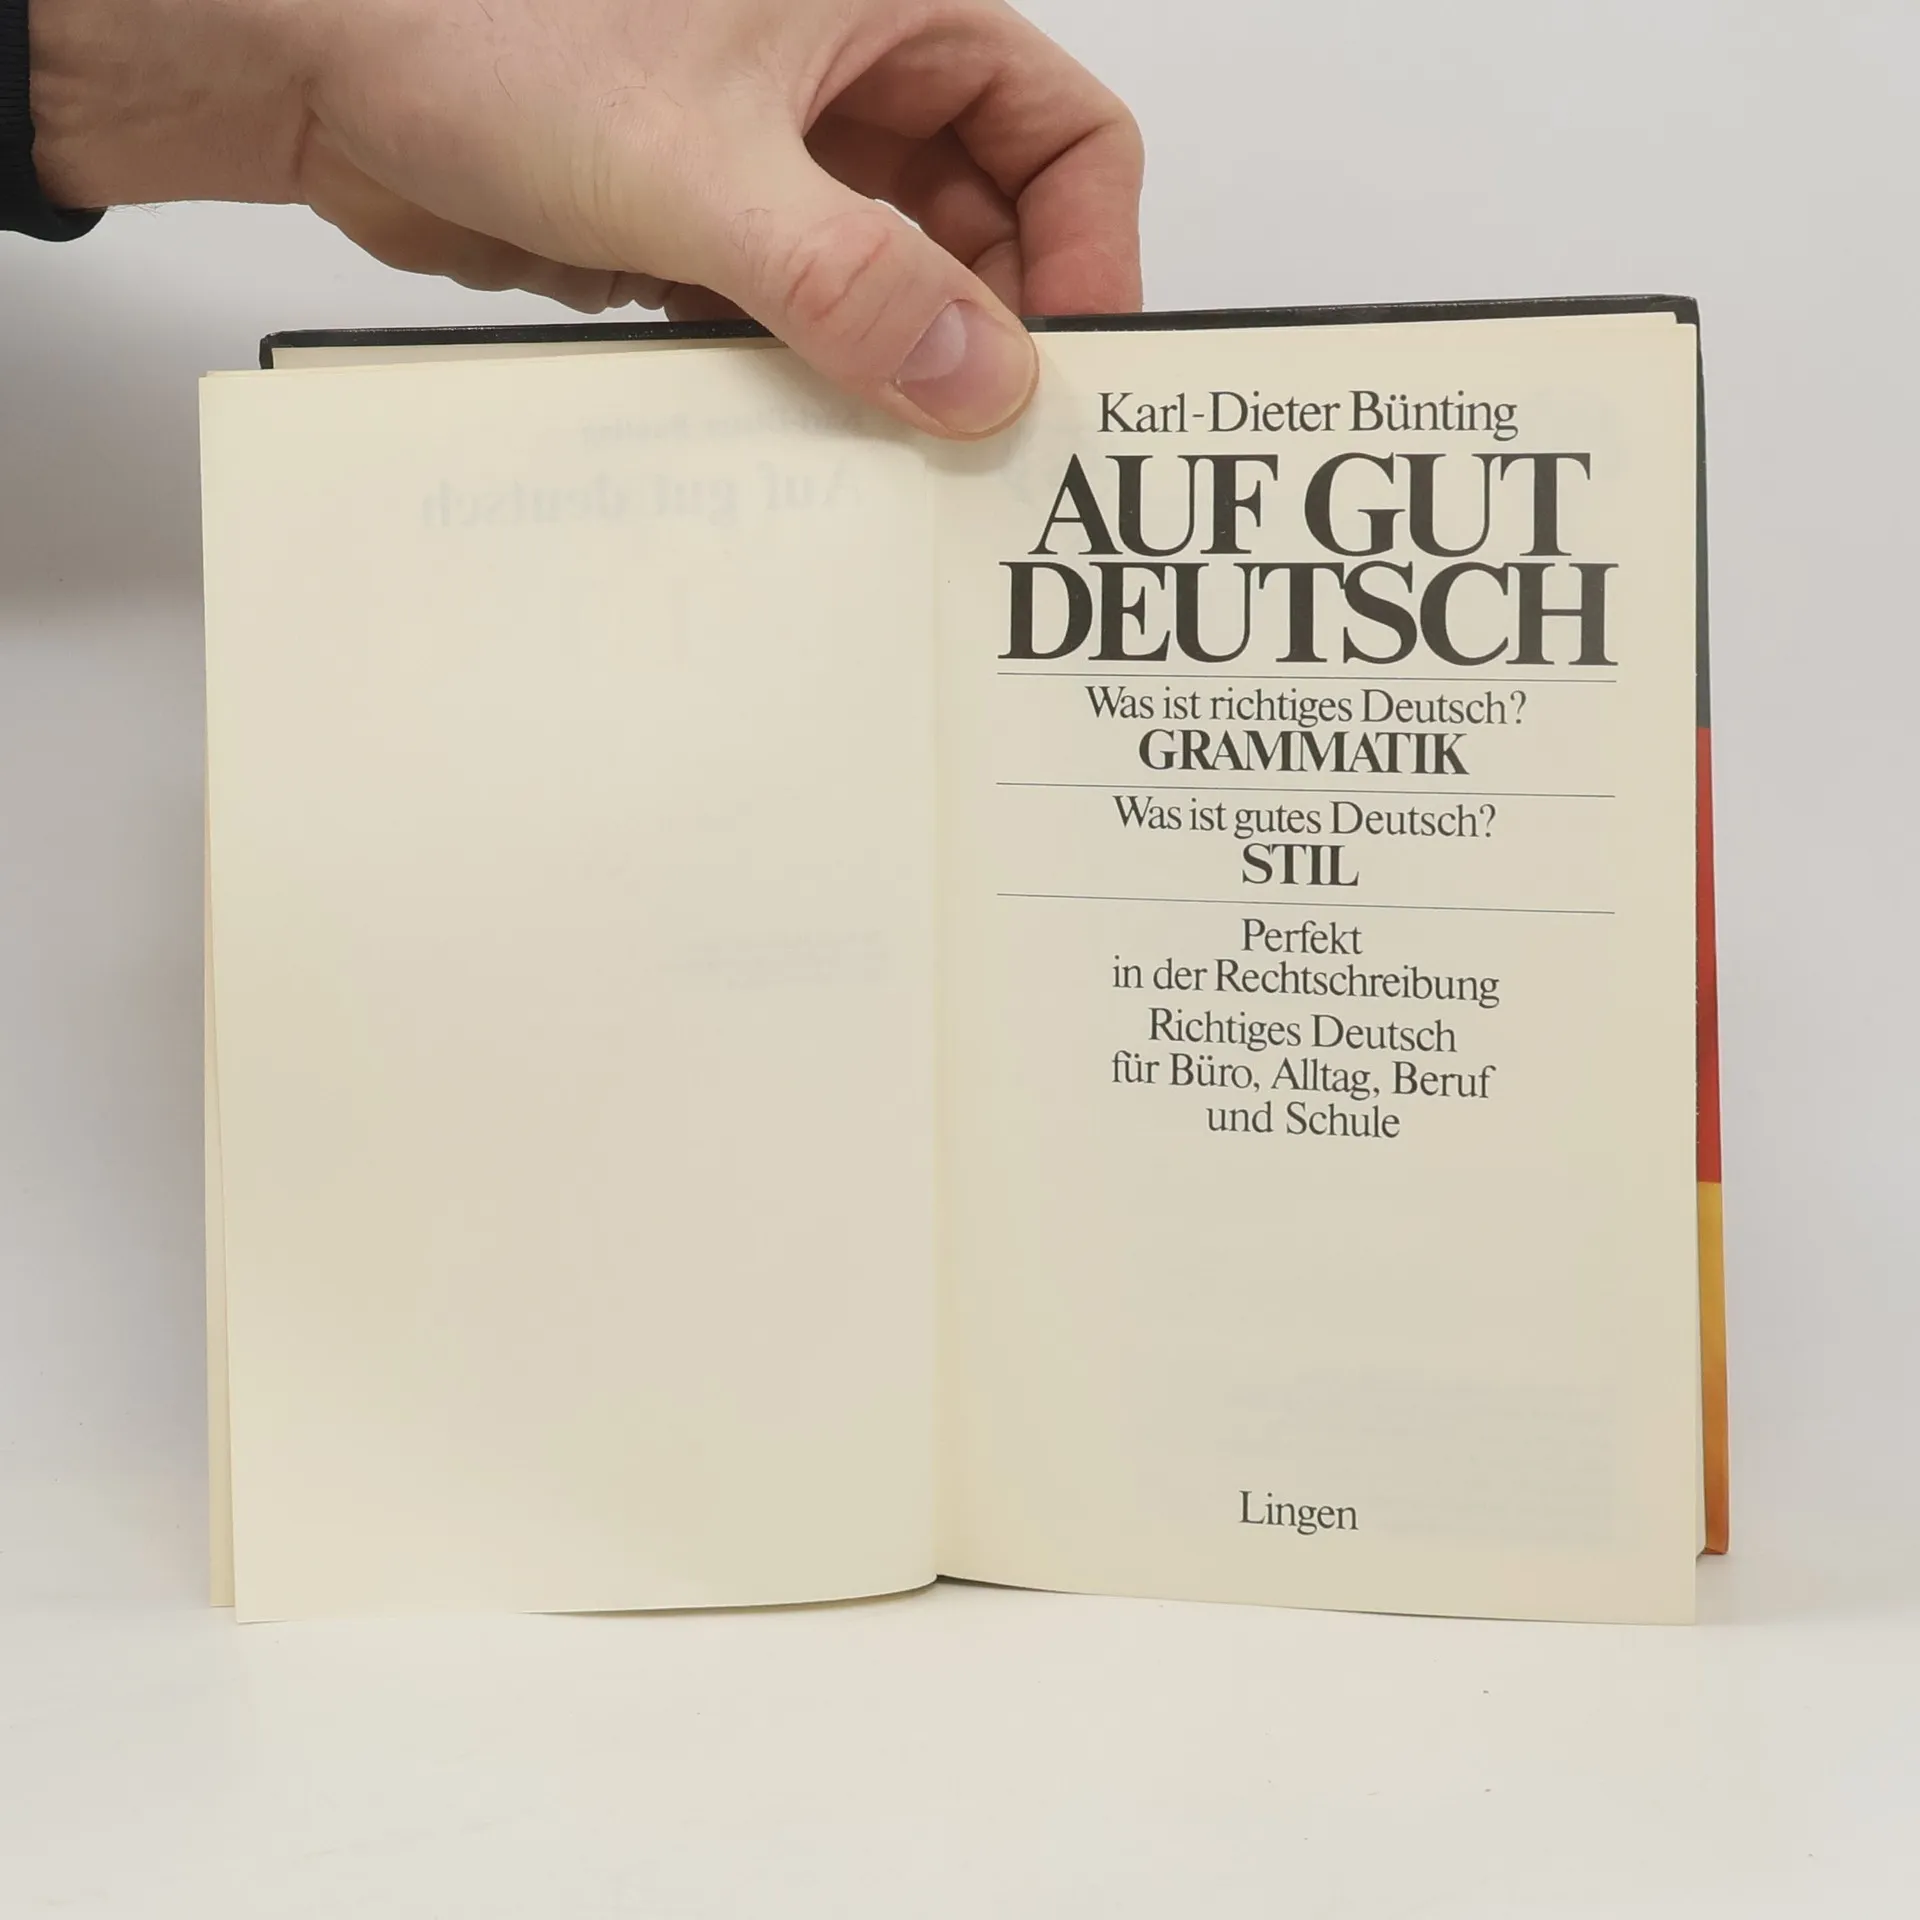 Karl-Dieter Bünting
AUF GUT
DEUTSCH
Was ist richtiges Deutsch?
GRAMMATIK
Was ist gutes Deutsch?
STIL
Perfekt
in der Rechtschreibung
Richtiges Deutsch
für Büro, Alltag, Beruf
und Schule
Lingen